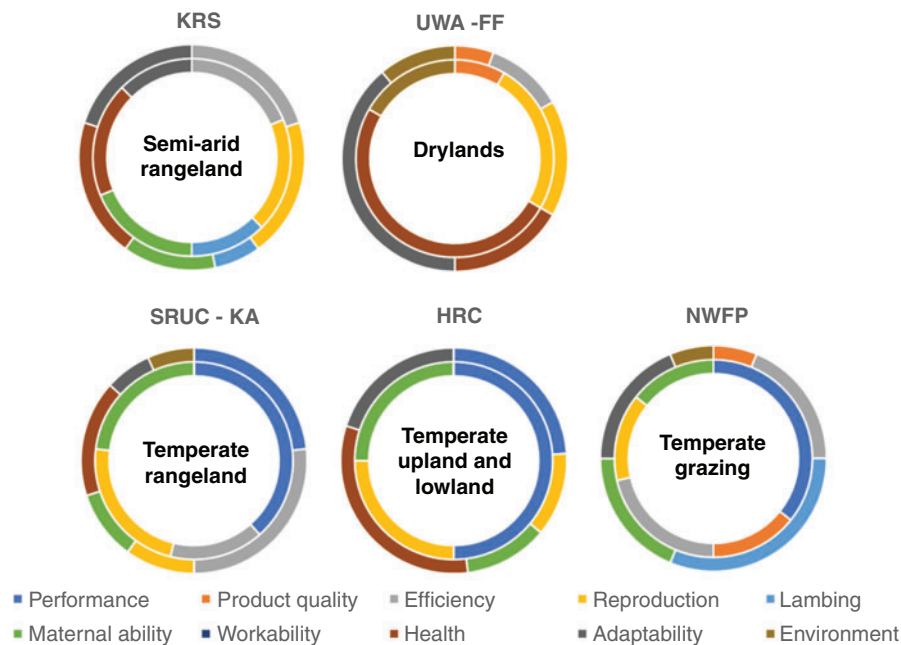 KRS
UWA -FF
Semi-arid
rangeland
Drylands
SRUC - KA
HRC
NWFP
Temperate
rangeland
Temperate
upland and
lowland
Temperate
grazing
Performance
Product quality
Efficiency
Reproduction
Lambing
Maternal ability
Workability
Health
Adaptability
Environment